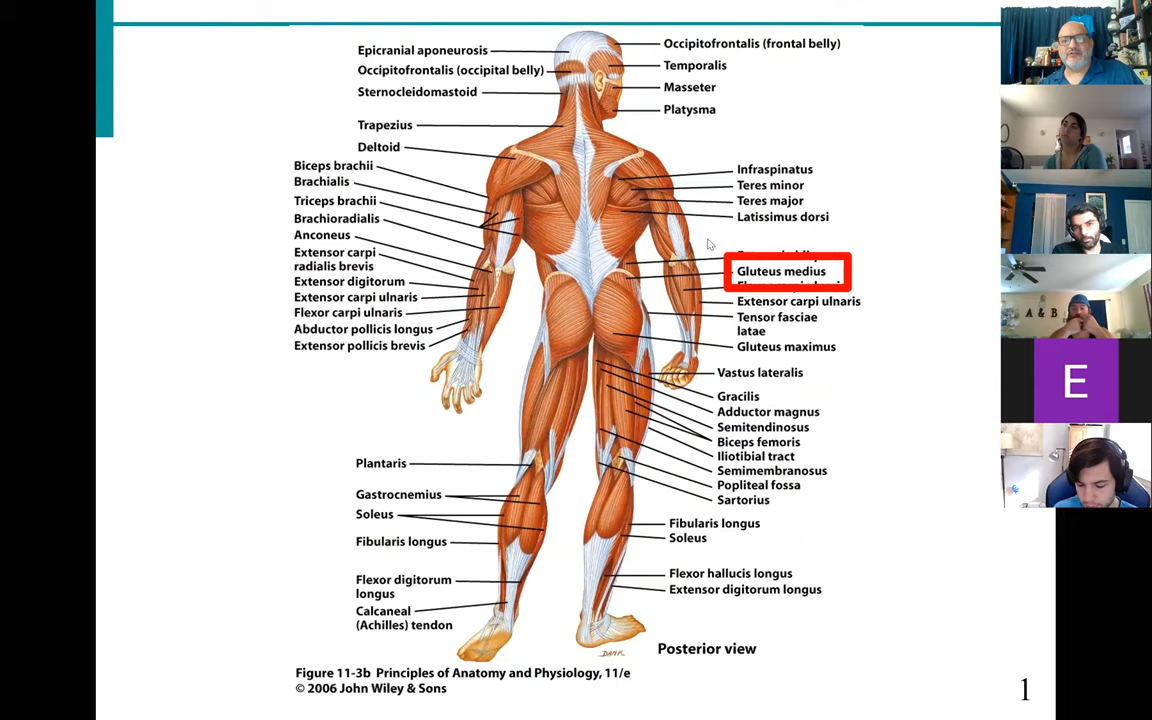 Epicranial aponeurosis
Occipitofrontalis (occipital belly)
Sternocleidomastoid
Trapezius
Deltoid
Biceps brachii
Brachialis
Triceps brachii
Brachioradialis
Anconeus
Extensor carpi
radialis brevis
Extensor digitorum
Extensor carpi ulnaris
Flexor carpi ulnaris
Abductor pollicis longus
Extensor pollicis brevis
Plantaris
Gastrocnemius
Soleus
Fibularis longus
Flexor digitorum
longus
Calcaneal
(Achilles) tendon
Occipitofrontalis (frontal belly)
Temporalis
Masseter
Platysma
Infraspinatus
Teres minor
Teres major
Latissimus dorsi
Gluteus medius
Extensor carpi ulnaris
Tensor fasciae
latae
Gluteus maximus
Vastus lateralis
Gracilis
Adductor magnus
Semitendinosus
Biceps femoris
Iliotibial tract
Semimembranosus
Popliteal fossa
Sartorius
Fibularis longus
Soleus
Flexor hallucis longus
Extensor digitorum longus
DANK
Posterior view
Figure 11-3b Principles of Anatomy and Physiology, 11/e
© 2006 John Wiley & Sons
1
A & B
E